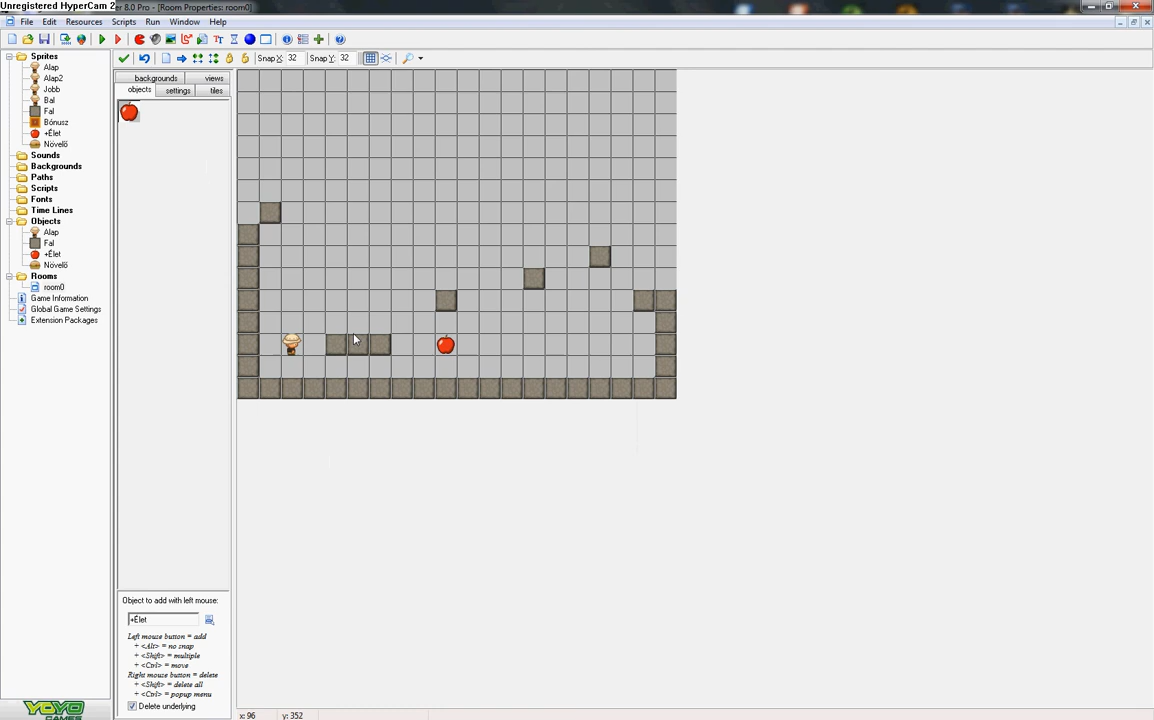 Unregistered HyperCam 2
er 8.0 Pro - [Room Properties: room0]
File Edit Resources Scripts Run Window Help
Snap X: 32 Snap Y: 32
Sprites
Alap
Alap2
Jobb
Bal
Fal
Bónusz
+Élet
Növelő
Sounds
Backgrounds
Paths
Scripts
Fonts
Time Lines
Objects
Alap
Fal
+Élet
Növelő
Rooms
room0
Game Information
Global Game Settings
Extension Packages
YOYO
GAMES
backgrounds views
objects settings tiles
Object to add with left mouse:
+Élet
Left mouse button = add
+ <Alt> = no snap
+ <Shift> = multiple
+ <Ctrl> = move
Right mouse button = delete
+ <Shift> = delete all
+ <Ctrl> = popup menu
Delete underlying
x: 96 y: 352